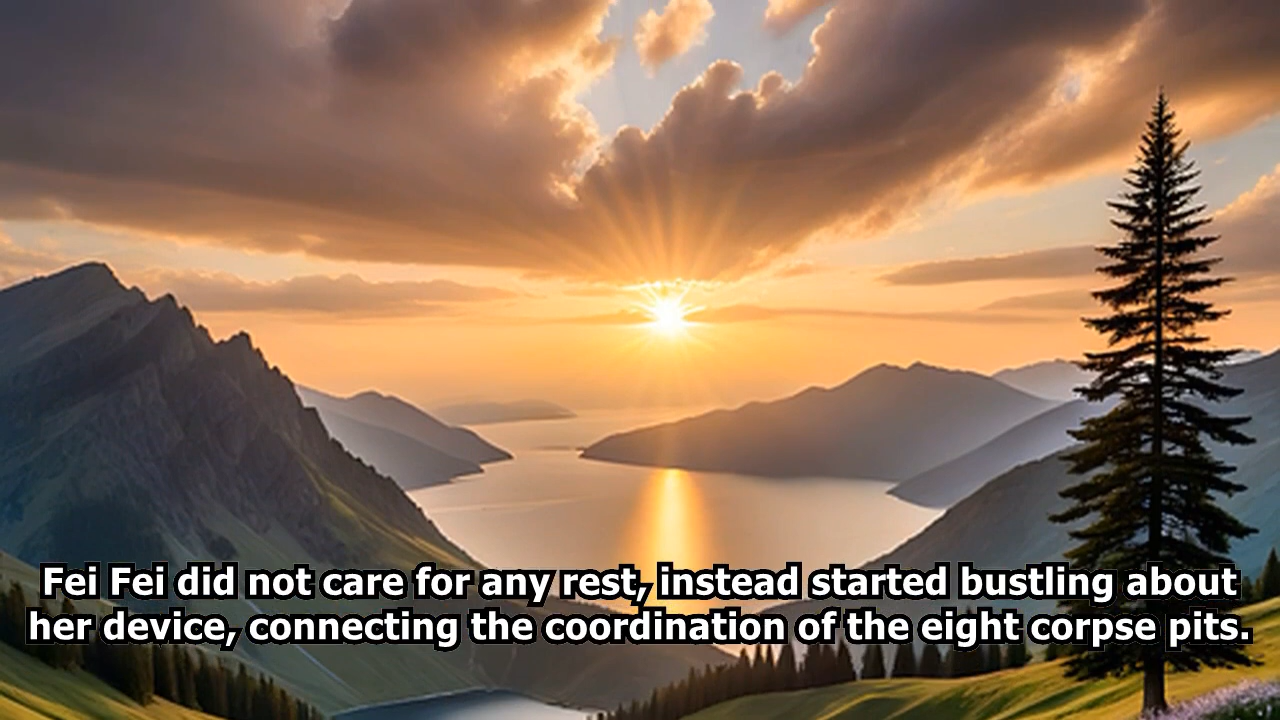 Fei Fei did not care for any rest, instead started bustling about
her device, connecting the coordination of the eight corpse pits.